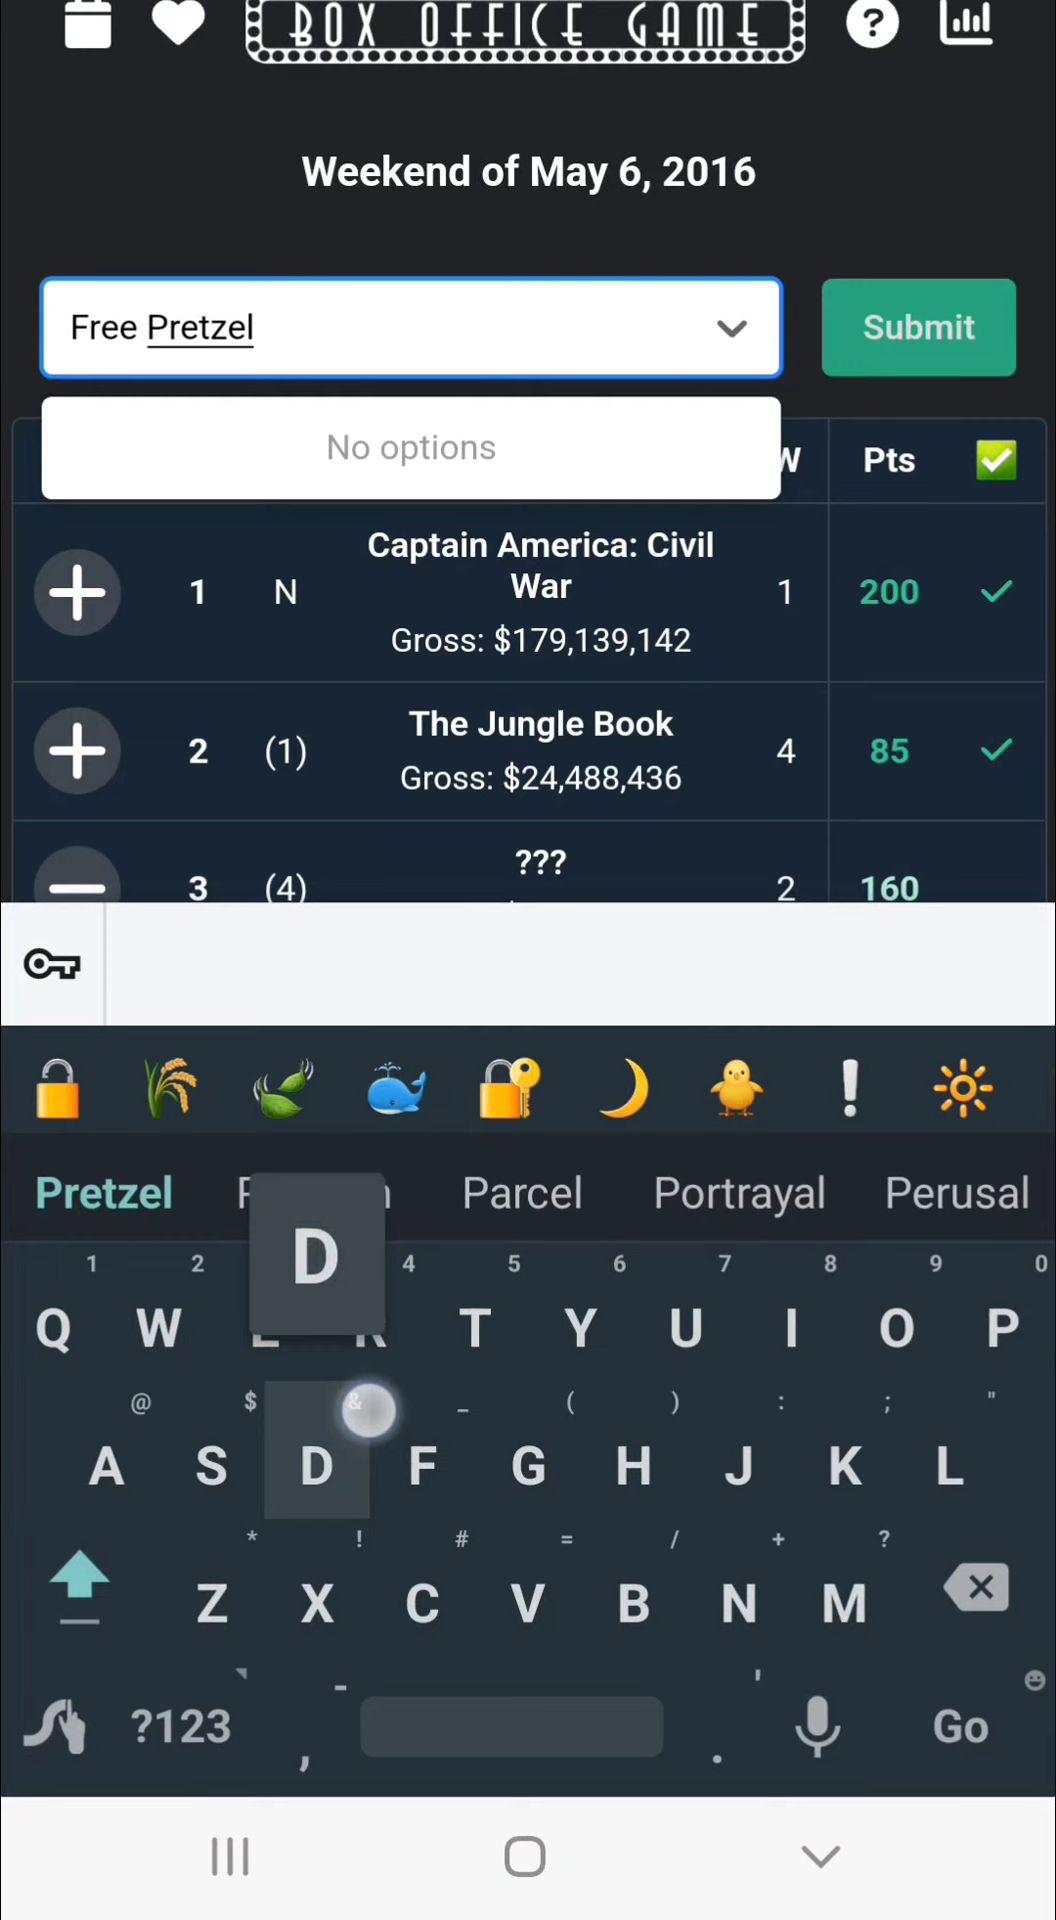 BOX OFFICE GAME
?
Weekend of May 6, 2016
Free Pretzel
Submit
No options
W Pts
1 N Captain America: Civil War 1 200
Gross: $179,139,142
2 (1) The Jungle Book 4 85
Gross: $24,488,436
3 (4) ??? 2 160
Pretzel Parcel Portrayal Perusal
D
1 2 4 5 6 7 8 9 0
Q W E R T Y U I O P
@ $ & _ ( ) : ; "
A S D F G H J K L
* ! # = / + ?
Z X C V B N M
- '
?123 , . Go